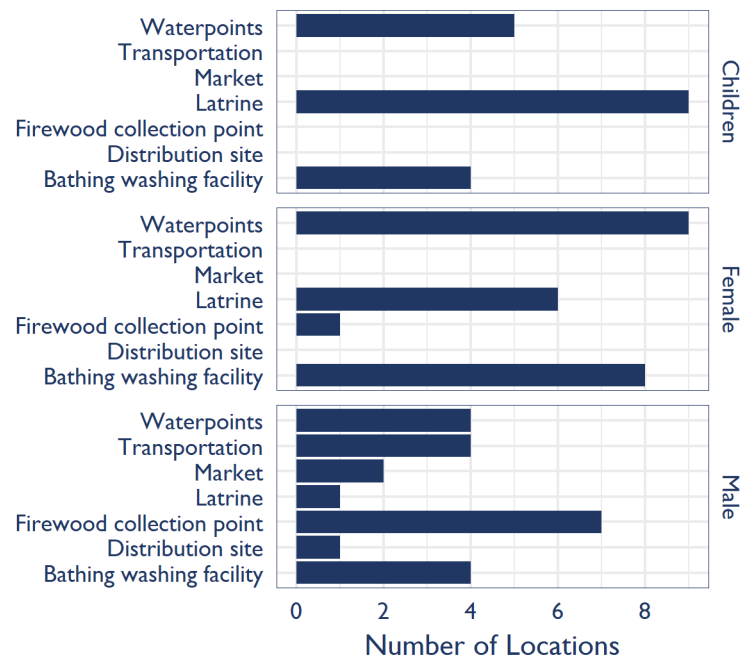 Waterpoints
Transportation
Market
Latrine
Firewood collection point
Distribution site
Bathing washing facility
Children
Waterpoints
Transportation
Market
Latrine
Firewood collection point
Distribution site
Bathing washing facility
Female
Waterpoints
Transportation
Market
Latrine
Firewood collection point
Distribution site
Bathing washing facility
Male
0 2 4 6 8
Number of Locations